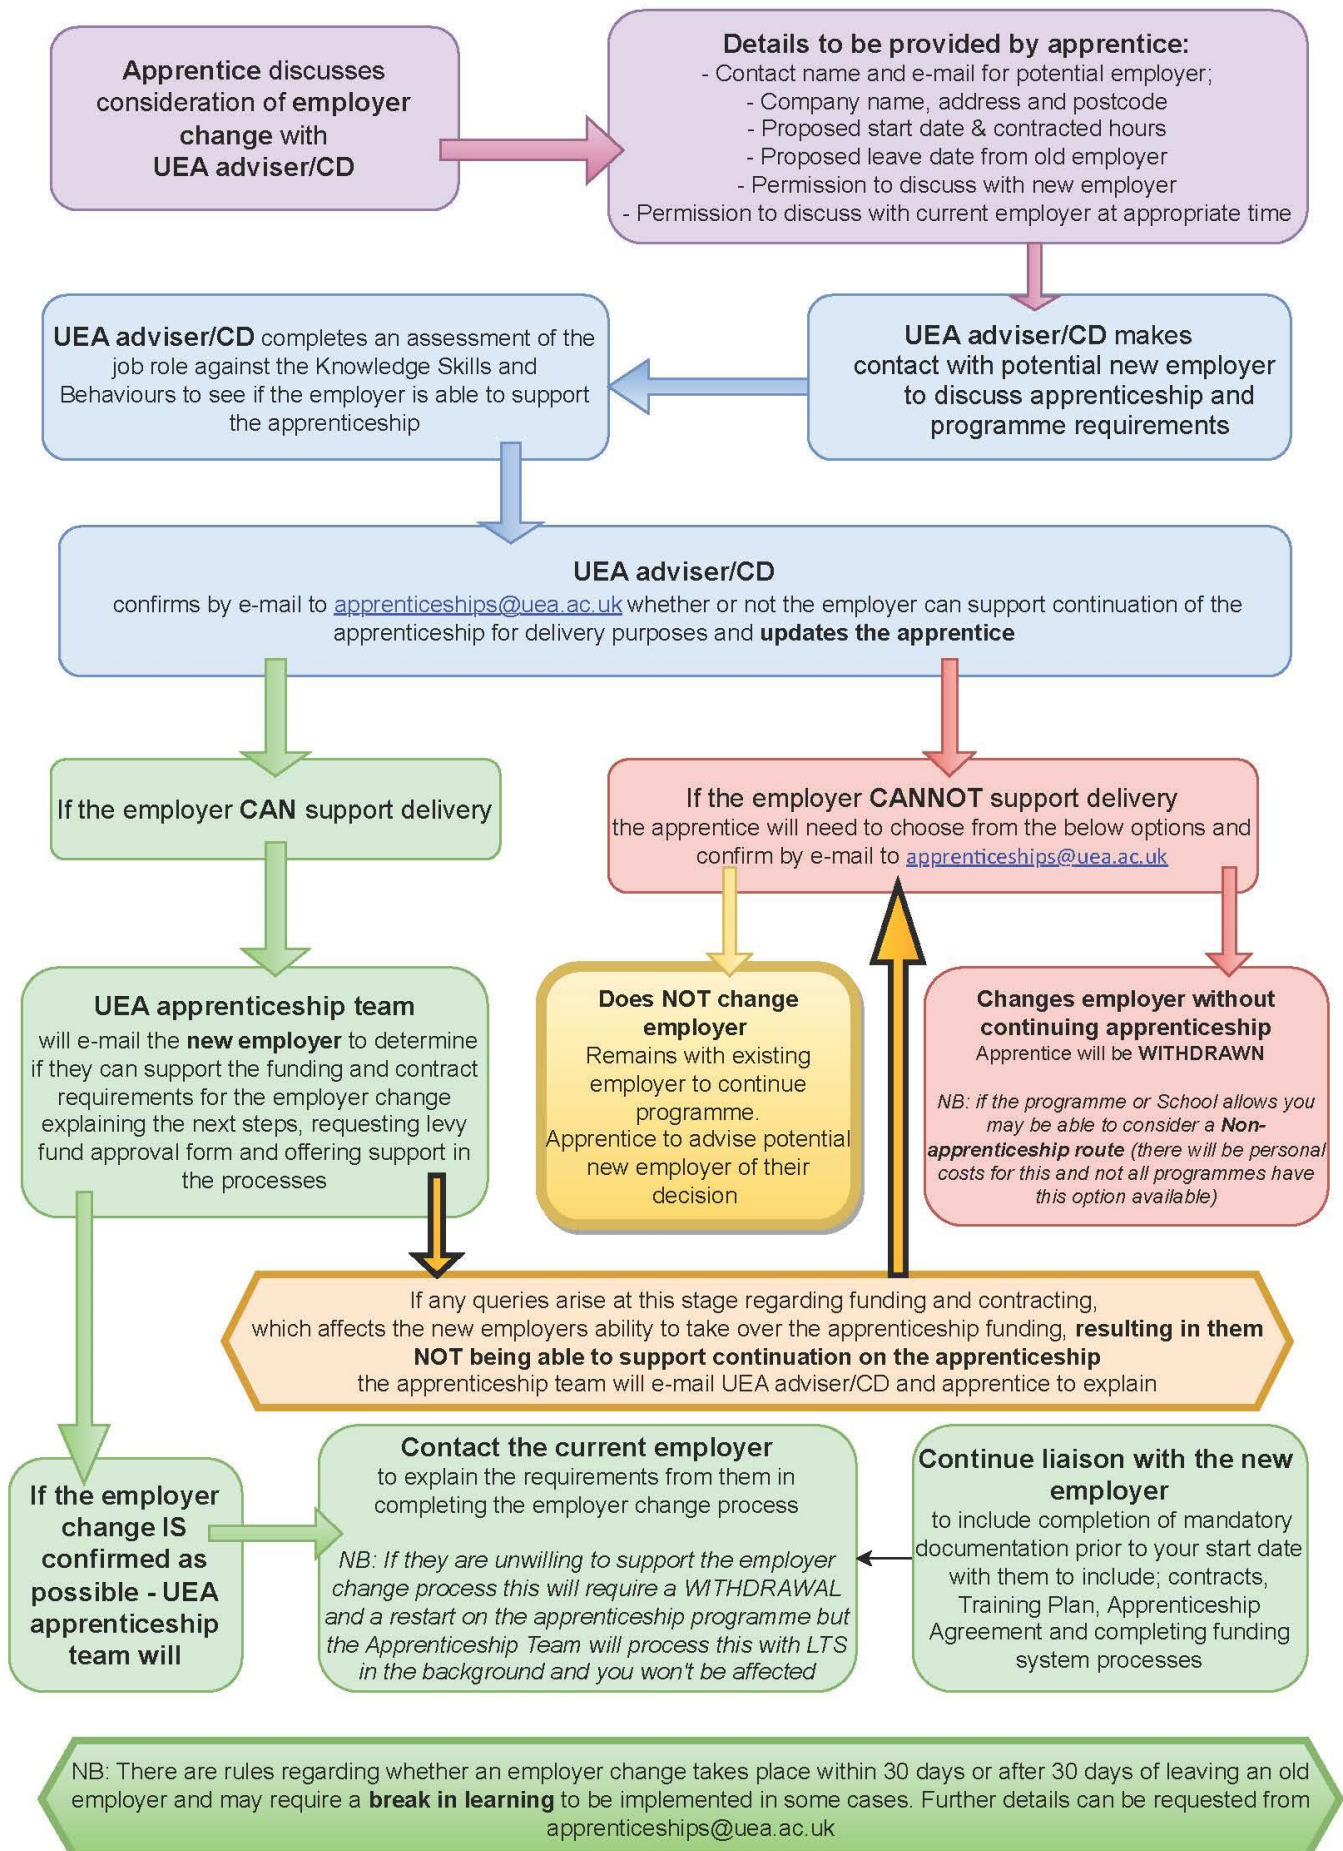 Apprentice discusses
consideration of employer
change with
UEA adviser/CD
Details to be provided by apprentice:
- Contact name and e-mail for potential employer;
- Company name, address and postcode
- Proposed start date & contracted hours
- Proposed leave date from old employer
- Permission to discuss with new employer
- Permission to discuss with current employer at appropriate time
UEA adviser/CD makes
contact with potential new employer
to discuss apprenticeship and
programme requirements
UEA adviser/CD completes an assessment of the
job role against the Knowledge Skills and
Behaviours to see if the employer is able to support
the apprenticeship
UEA adviser/CD
confirms by e-mail to apprenticeships@uea.ac.uk whether or not the employer can support continuation of the
apprenticeship for delivery purposes and updates the apprentice
If the employer CAN support delivery
If the employer CANNOT support delivery
the apprentice will need to choose from the below options and
confirm by e-mail to apprenticeships@uea.ac.uk
UEA apprenticeship team
will e-mail the new employer to determine
if they can support the funding and contract
requirements for the employer change
explaining the next steps, requesting levy
fund approval form and offering support in
the processes
Does NOT change
employer
Remains with existing
employer to continue
programme.
Apprentice to advise potential
new employer of their
decision
Changes employer without
continuing apprenticeship
Apprentice will be WITHDRAWN
NB: if the programme or School allows you
may be able to consider a Non-
apprenticeship route (there will be personal
costs for this and not all programmes have
this option available)
If any queries arise at this stage regarding funding and contracting,
which affects the new employers ability to take over the apprenticeship funding, resulting in them
NOT being able to support continuation on the apprenticeship
the apprenticeship team will e-mail UEA adviser/CD and apprentice to explain
If the employer
change IS
confirmed as
possible - UEA
apprenticeship
team will
Contact the current employer
to explain the requirements from them in
completing the employer change process
NB: If they are unwilling to support the employer
change process this will require a WITHDRAWAL
and a restart on the apprenticeship programme but
the Apprenticeship Team will process this with LTS
in the background and you won't be affected
Continue liaison with the new
employer
to include completion of mandatory
documentation prior to your start date
with them to include; contracts,
Training Plan, Apprenticeship
Agreement and completing funding
system processes
NB: There are rules regarding whether an employer change takes place within 30 days or after 30 days of leaving an old
employer and may require a break in learning to be implemented in some cases. Further details can be requested from
apprenticeships@uea.ac.uk